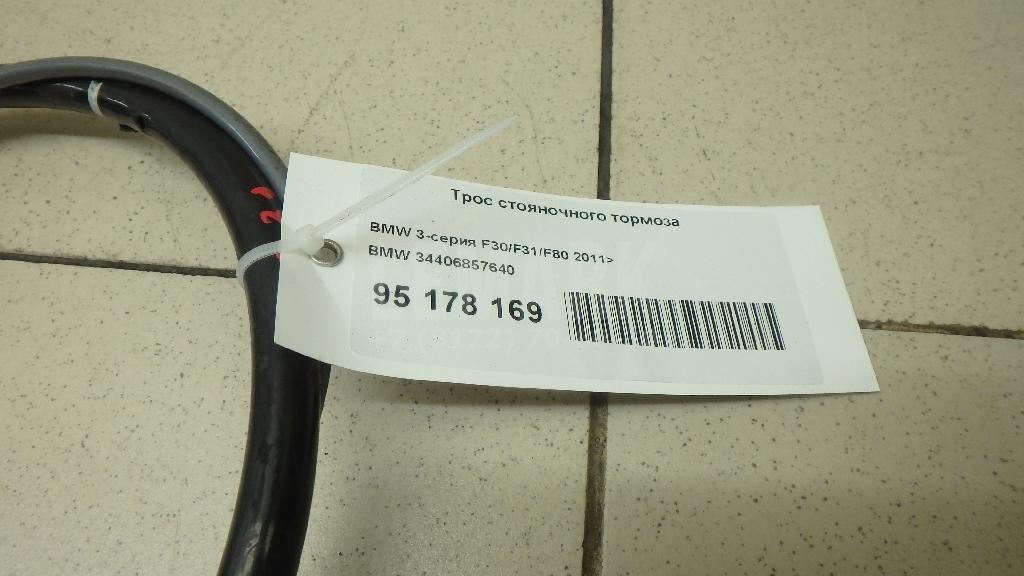 Трос стояночного тормоза
BMW 3-серия F30/F31/F80 2011>
BMW 34406857640
95 178 169